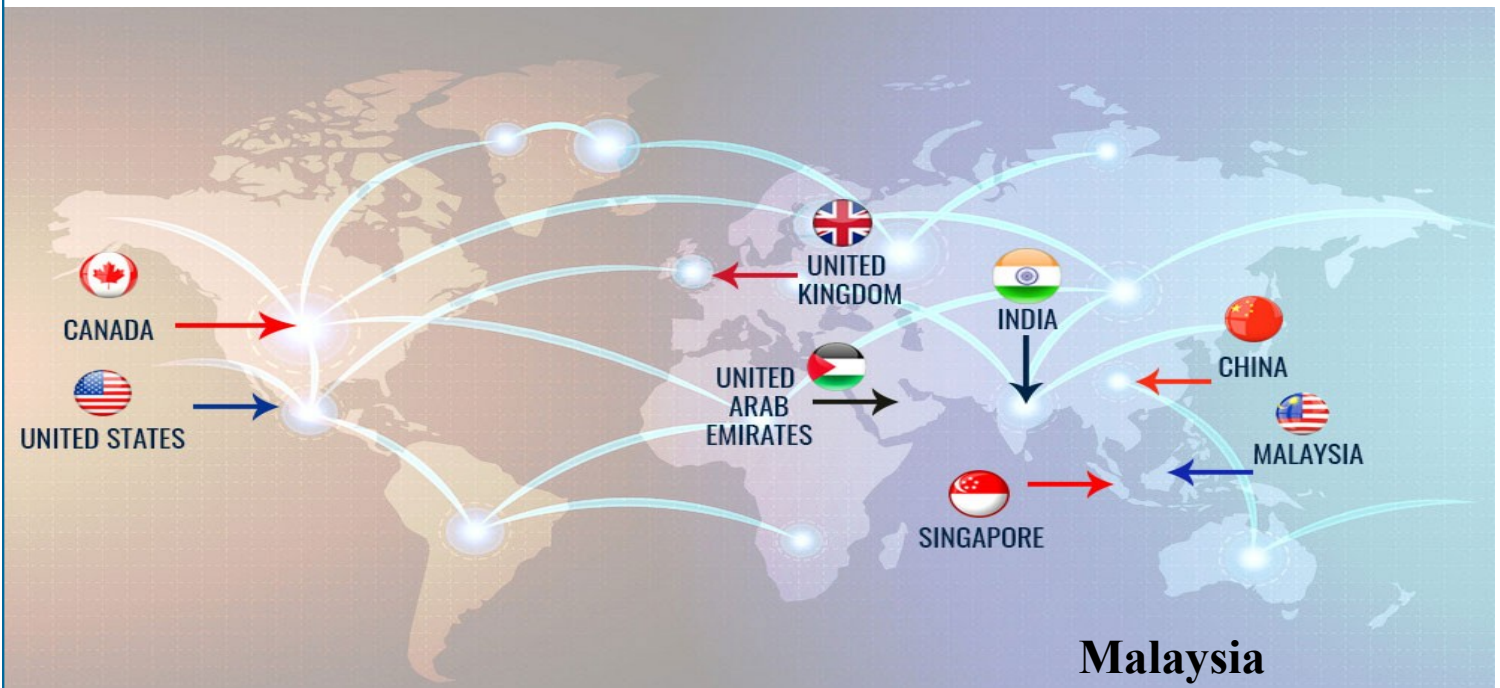 CANADA
UNITED STATES
UNITED
KINGDOM
UNITED
ARAB
EMIRATES
INDIA
CHINA
MALAYSIA
SINGAPORE
Malaysia